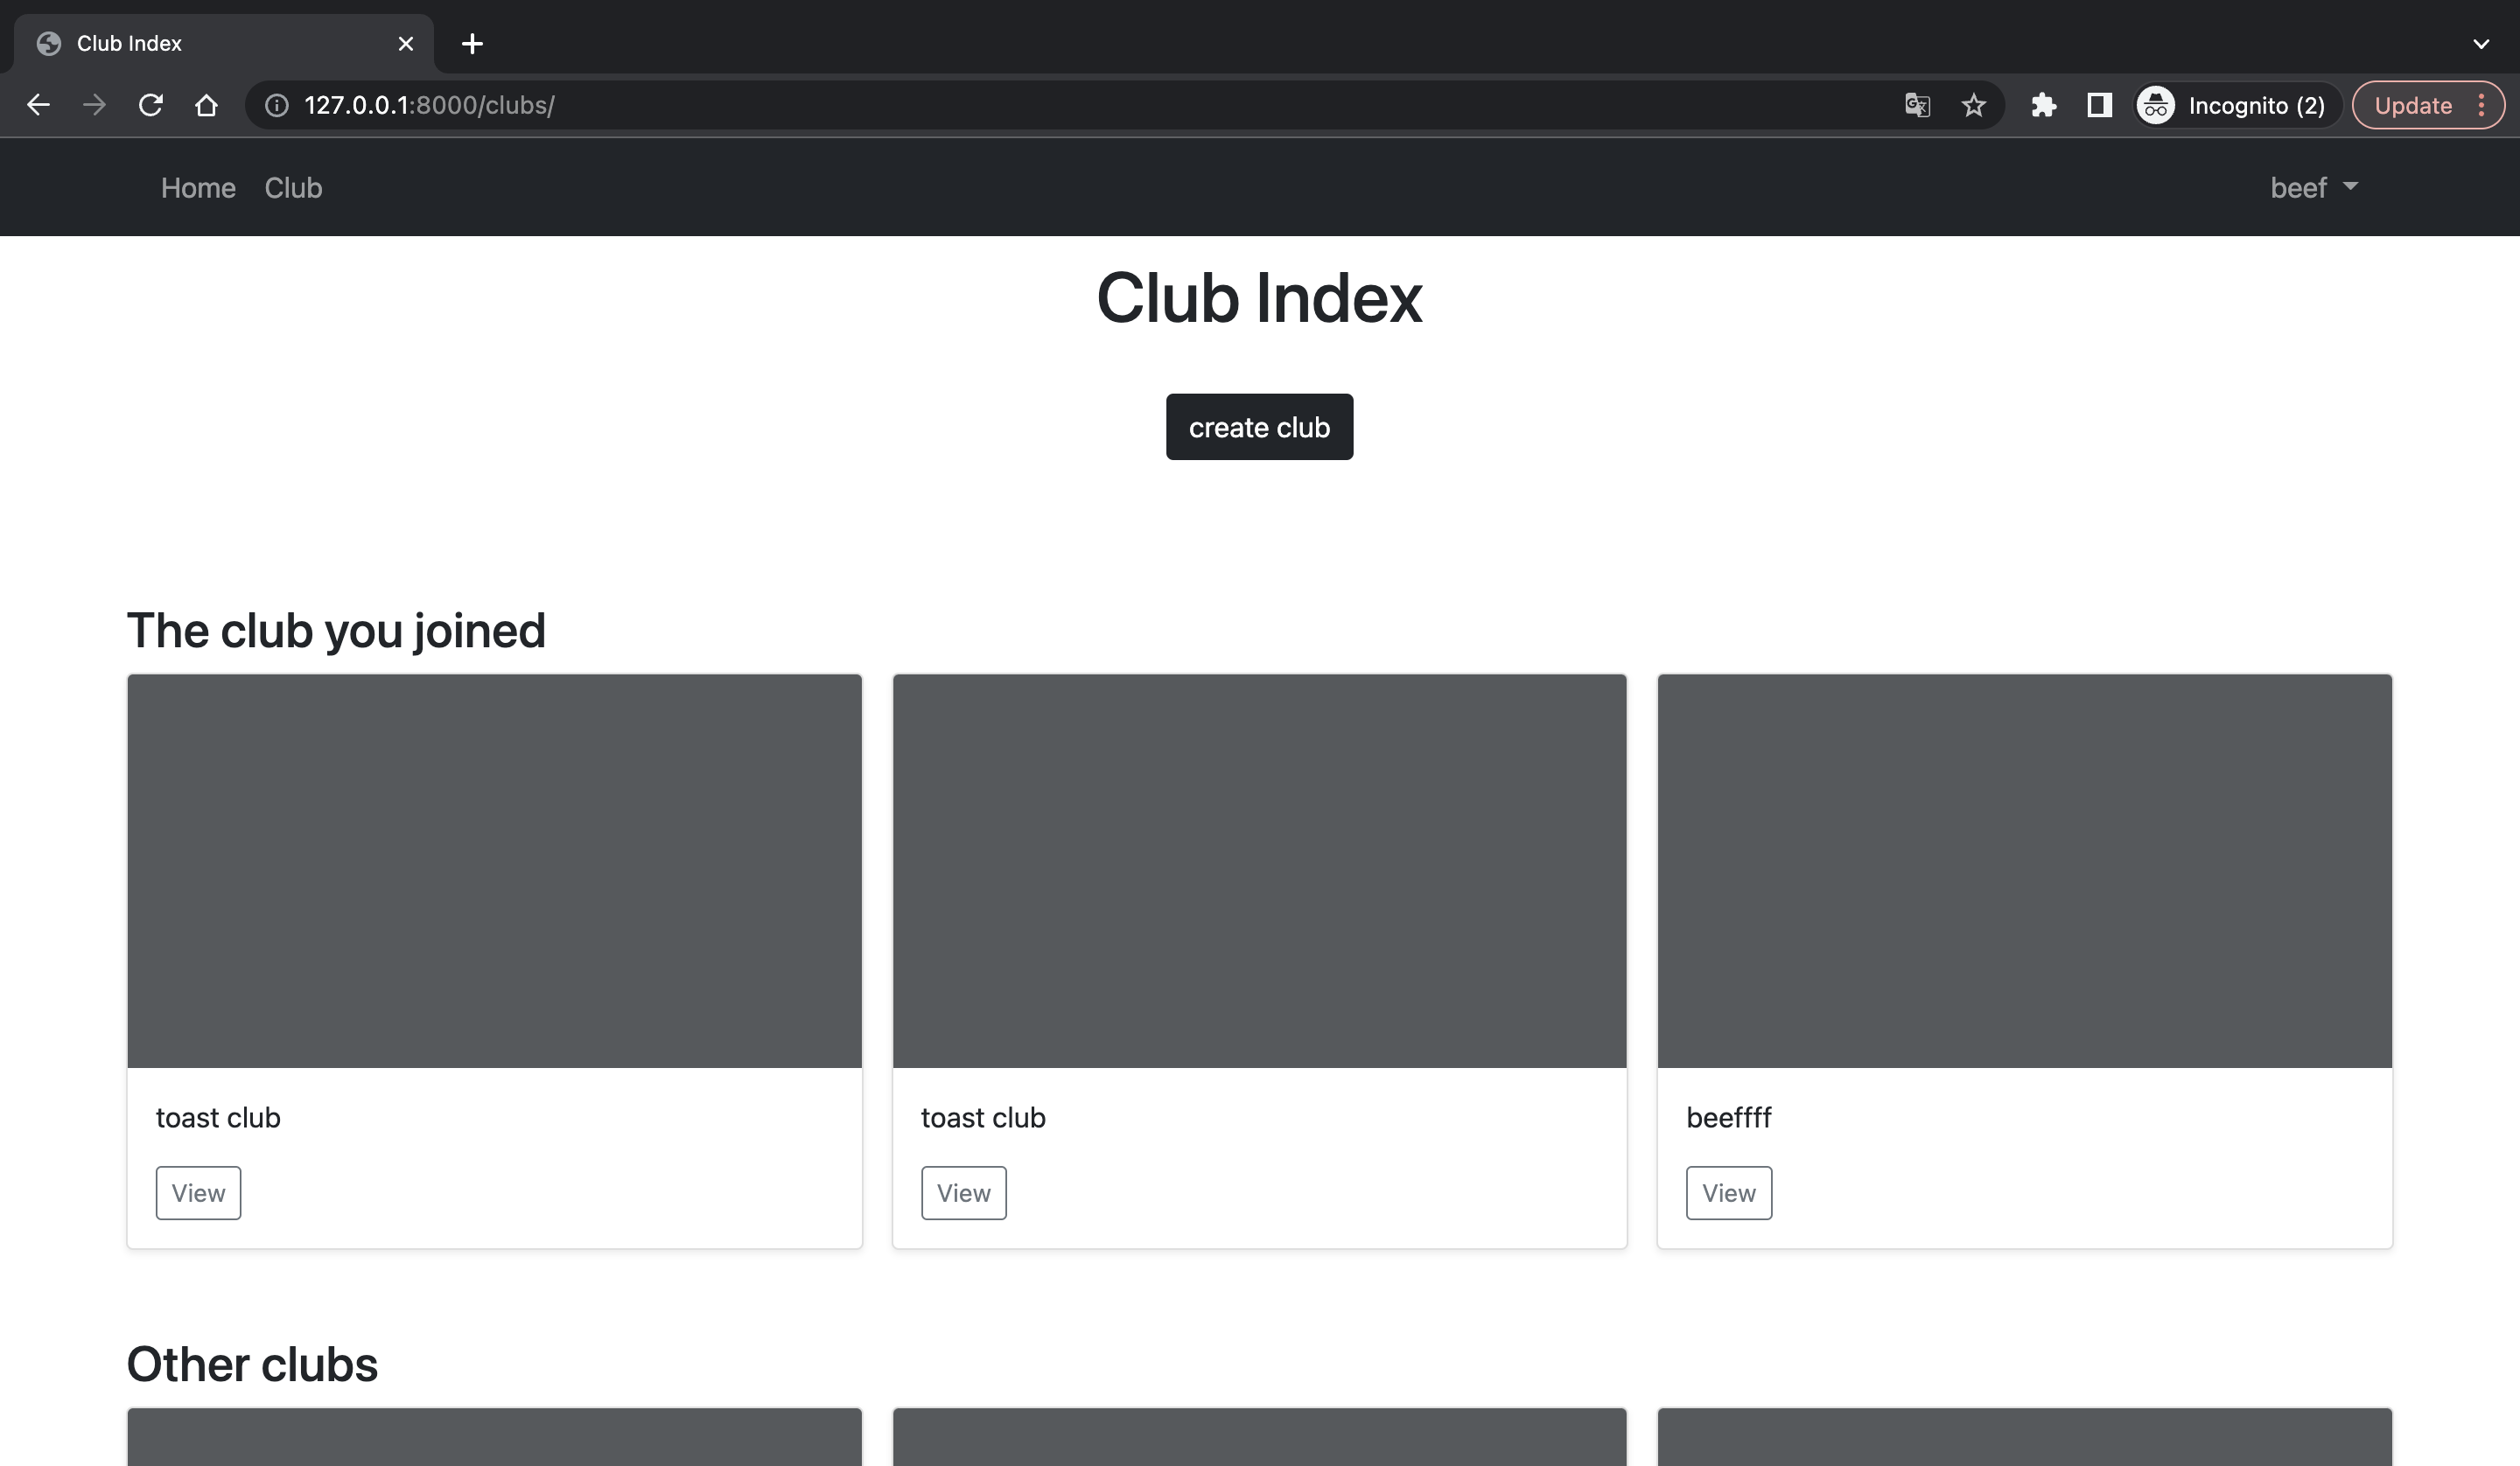 Club Index
127.0.0.1:8000/clubs/
Incognito (2)
Update
Home
Club
beef
Club Index
create club
The club you joined
toast club
toast club
beeffff
View
View
View
Other clubs